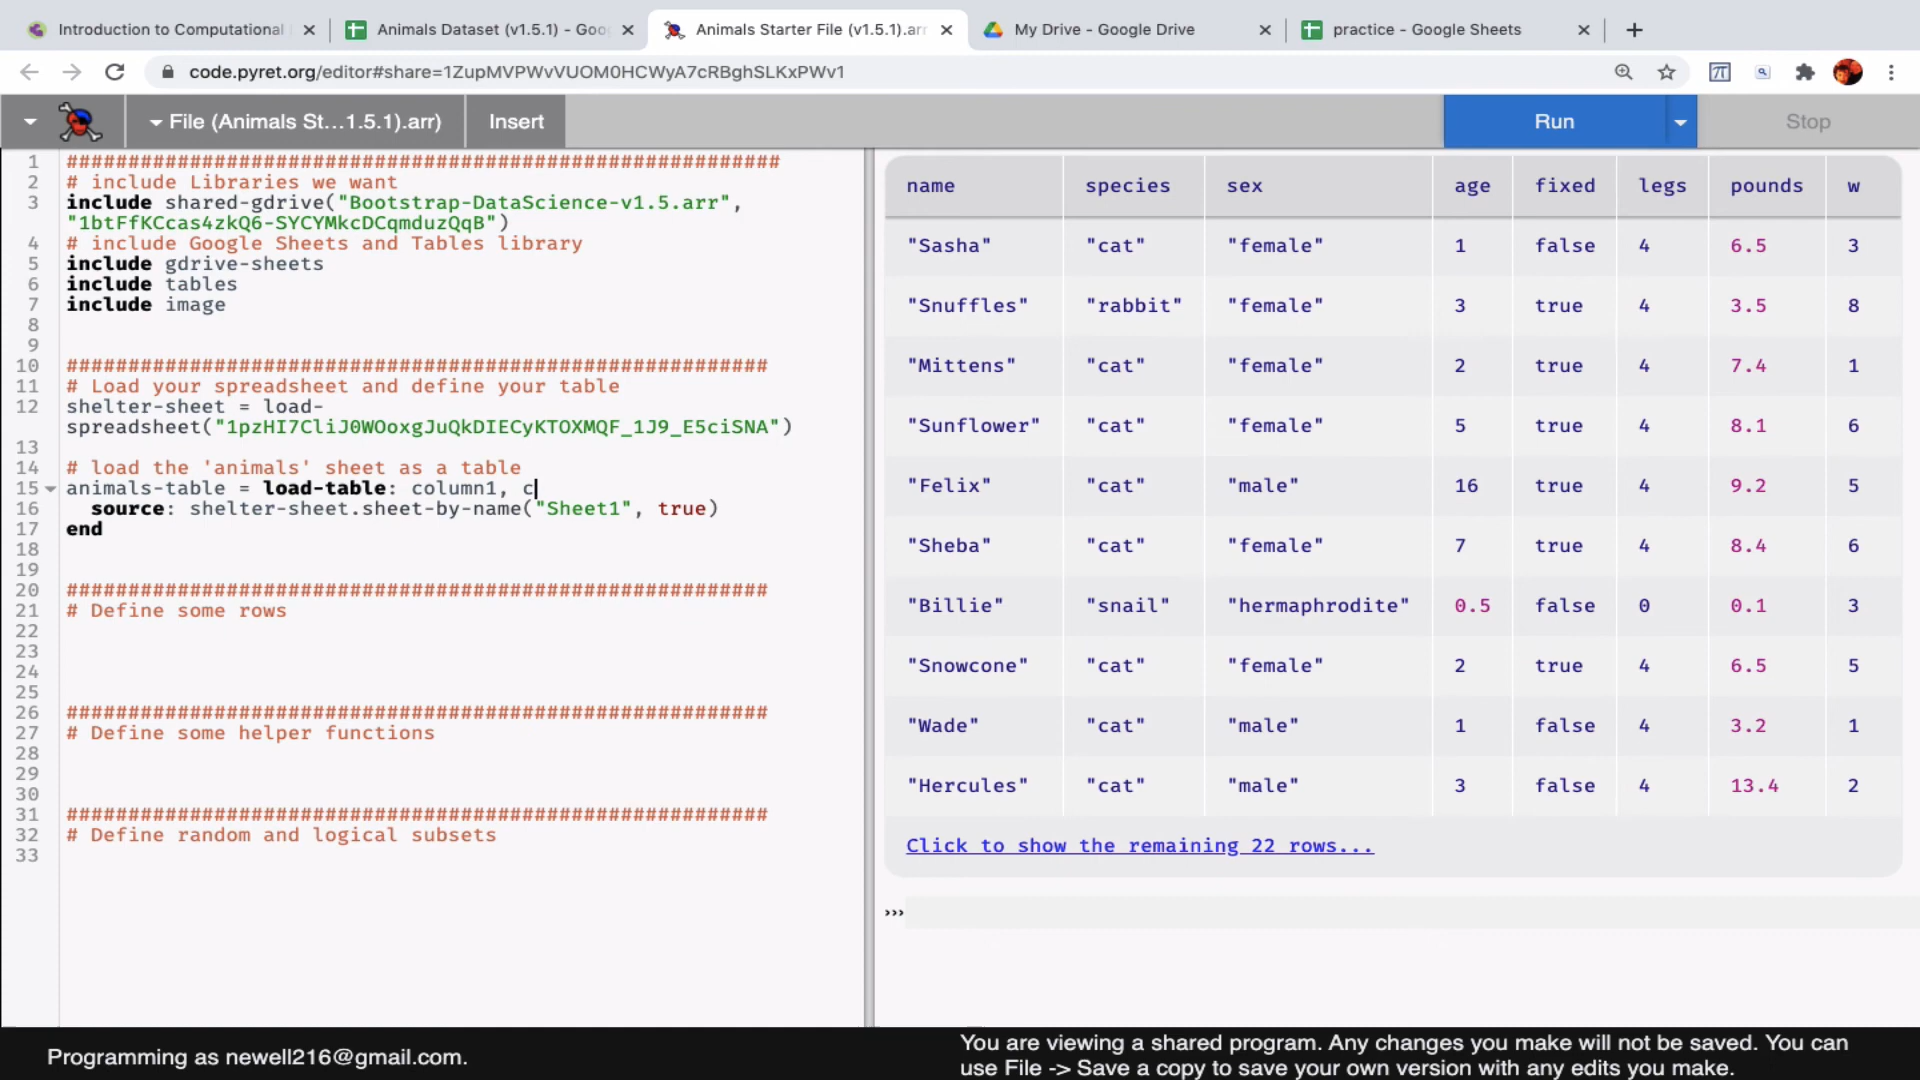 Introduction to Computational
Animals Dataset (v1.5.1) - Goo
Animals Starter File (v1.5.1).arr
My Drive - Google Drive
practice - Google Sheets
code.pyret.org/editor#share=1ZupMVPWvVUOM0HCWyA7cRBghSLKxPWv1
File (Animals St...1.5.1).arr)
Insert
Run
Stop
1 ##########################################################
2 # include Libraries we want
3 include shared-gdrive("Bootstrap-DataScience-v1.5.arr",
"1btFfKCcas4zkQ6-SYCYMkcDCqmduzQqB")
4 # include Google Sheets and Tables library
5 include gdrive-sheets
6 include tables
7 include image
8
9
10 #########################################################
11 # Load your spreadsheet and define your table
12 shelter-sheet = load-
spreadsheet("1pzHI7CliJ0WOoxgJuQkDIECyKTOXMQF_1J9_E5ciSNA")
13
14 # load the 'animals' sheet as a table
15 animals-table = load-table: column1, c
16 source: shelter-sheet.sheet-by-name("Sheet1", true)
17 end
18
19
20 #########################################################
21 # Define some rows
22
23
24
25
26 #########################################################
27 # Define some helper functions
28
29
30
31 #########################################################
32 # Define random and logical subsets
33
name species sex age fixed legs pounds w
"Sasha" "cat" "female" 1 false 4 6.5 3
"Snuffles" "rabbit" "female" 3 true 4 3.5 8
"Mittens" "cat" "female" 2 true 4 7.4 1
"Sunflower" "cat" "female" 5 true 4 8.1 6
"Felix" "cat" "male" 16 true 4 9.2 5
"Sheba" "cat" "female" 7 true 4 8.4 6
"Billie" "snail" "hermaphrodite" 0.5 false 0 0.1 3
"Snowcone" "cat" "female" 2 true 4 6.5 5
"Wade" "cat" "male" 1 false 4 3.2 1
"Hercules" "cat" "male" 3 false 4 13.4 2
Click to show the remaining 22 rows...
›››
Programming as newell216@gmail.com.
You are viewing a shared program. Any changes you make will not be saved. You can
use File -> Save a copy to save your own version with any edits you make.